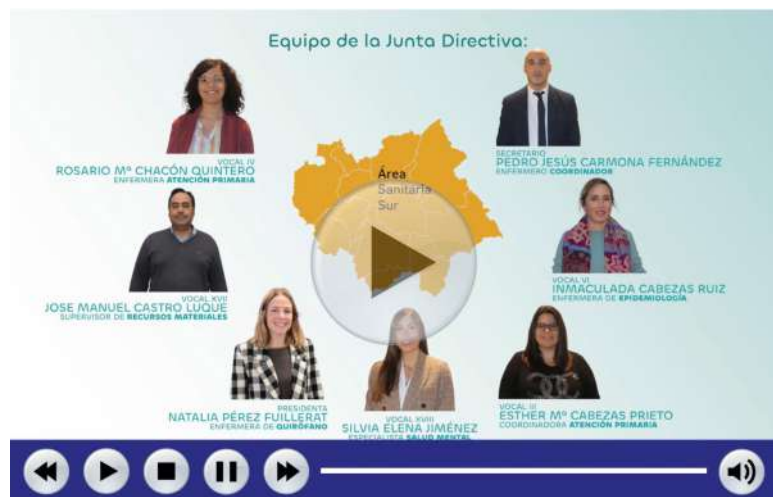 Equipo de la Junta Directiva:
VOCAL IV
ROSARIO Mª CHACÓN QUINTERO
ENFERMERA ATENCIÓN PRIMARIA
SECRETARIO
PEDRO JESÚS CARMONA FERNÁNDEZ
ENFERMERO COORDINADOR
Área
Sanitaria
Sur
VOCAL XVII
JOSE MANUEL CASTRO LUQUE
SUPERVISOR DE RECURSOS MATERIALES
VOCAL VI
INMACULADA CABEZAS RUIZ
ENFERMERA DE EPIDEMIOLOGÍA
PRESIDENTA
NATALIA PÉREZ FUILLERAT
ENFERMERA DE QUIRÓFANO
VOCAL XVIII
SILVIA ELENA JIMÉNEZ
ESPECIALISTA SALUD MENTAL
VOCAL III
ESTHER Mª CABEZAS PRIETO
COORDINADORA ATENCIÓN PRIMARIA